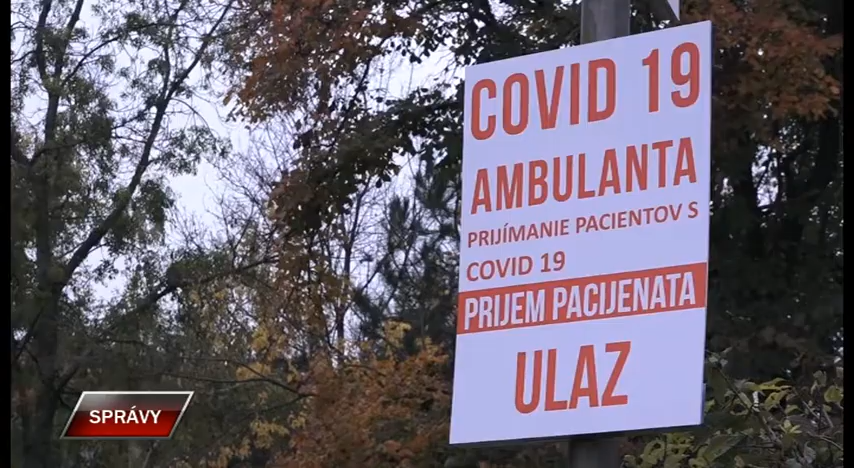 COVID 19
AMBULANTA
PRIJÍMANIE PACIENTOV S
COVID 19
PRIJEM PACIJENATA
ULAZ
SPRÁVY